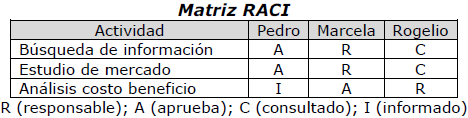 Matriz RACI
Actividad Pedro Marcela Rogelio
Búsqueda de información A R C
Estudio de mercado A R C
Análisis costo beneficio I A R
R (responsable); A (aprueba); C (consultado); I (informado)